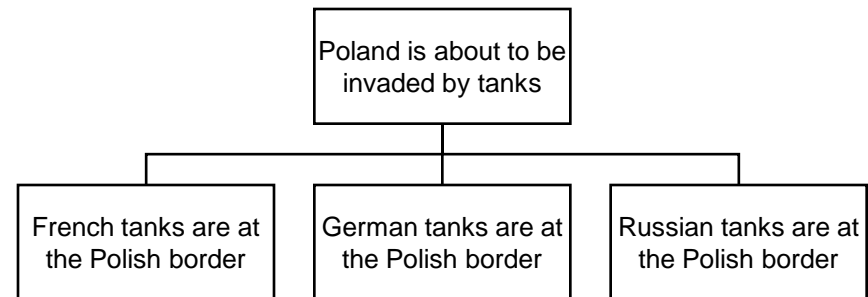 Poland is about to be
invaded by tanks
French tanks are at
the Polish border
German tanks are at
the Polish border
Russian tanks are at
the Polish border